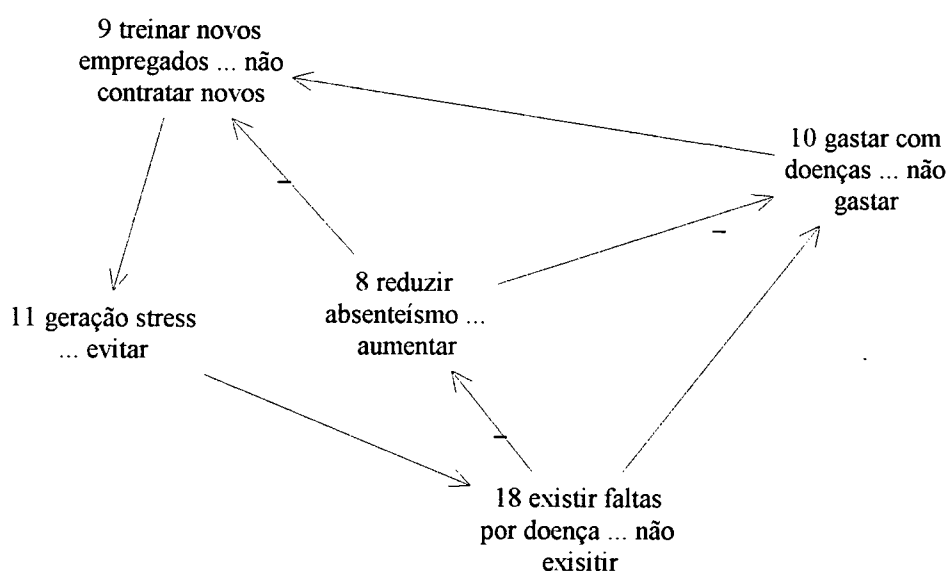 9 treinar novos
empregados ... não
contratar novos
10 gastar com
doenças ... não
gastar
8 reduzir
absenteísmo ...
aumentar
11 geração stress
... evitar
18 existir faltas
por doença ... não
exisitir